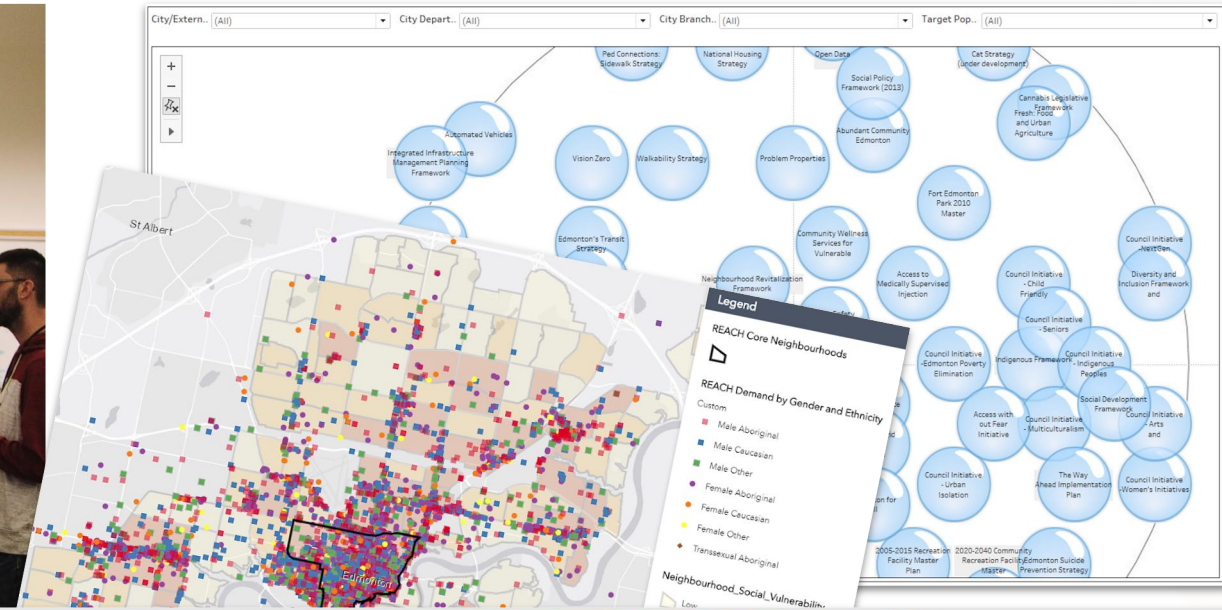 City/Extern.. (All)
City Depart.. (All)
City Branch.. (All)
Target Pop.. (All)
Ped Connections:
Sidewalk Strategy
National Housing
Strategy
Open Data
Cat Strategy
(under development)
Social Policy
Framework (2013)
Cannabis Legislative
Framework
Fresh: Food
and Urban
Agriculture
Automated Vehicles
Abundant Community
Edmonton
Integrated Infrastructure
Management Planning
Framework
Vision Zero
Walkability Strategy
Problem Properties
Fort Edmonton
Park 2010
Master
Edmonton's Transit
Strategy
Community Wellness
Services for
Vulnerable
Council Initiative
-NextGen
Neighbourhood Revitalization
Framework
Access to
Medically Supervised
Injection
Council Initiative
- Child
Friendly
Diversity and
Inclusion Framework
and
Council Initiative
- Seniors
Council Initiative
-Edmonton Poverty
Elimination
Indigenous Framework
Council Initiative
- Indigenous
Peoples
Social Development
Framework
Access with
out Fear
Initiative
Council Initiative
- Multiculturalism
Council Initiative
- Arts
and
Council Initiative
- Urban
Isolation
The Way
Ahead Implementation
Plan
Council Initiative
-Women's Initiatives
2005-2015 Recreation
Facility Master
Plan
2020-2040 Community
Recreation Facility
Master
Edmonton Suicide
Prevention Strategy
St Albert
Edmonton
Legend
REACH Core Neighbourhoods
REACH Demand by Gender and Ethnicity
Custom
Male Aboriginal
Male Caucasian
Male Other
Female Aboriginal
Female Caucasian
Female Other
Transsexual Aboriginal
Neighbourhood_Social_Vulnerability
Low